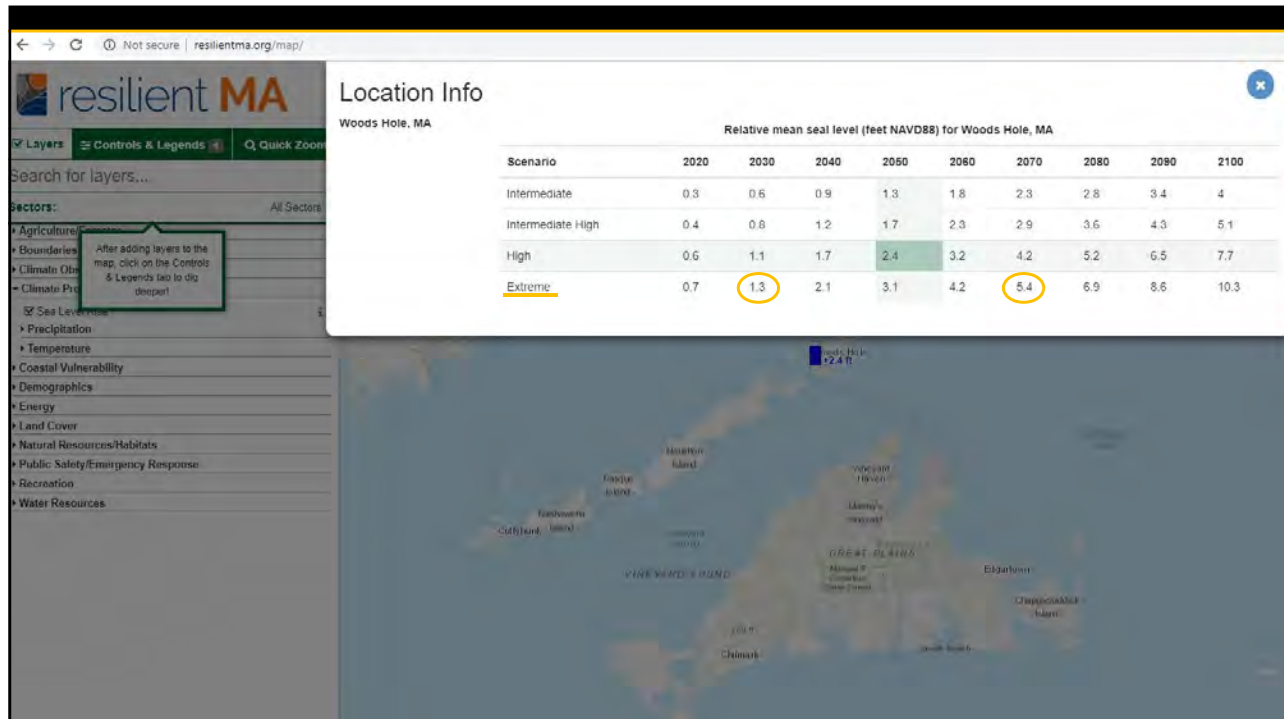 Not secure | resilientma.org/map/
resilient MA
Layers Controls & Legends Q Quick Zoom
Search for layers,...
Sectors: All Sectors
Agriculture/
Boundaries
Climate Ob
Climate Pr
After adding layers to the
map, click on the Controls
& Legends tab to dig
deeper!
Sea Level
Precipitation
Temperature
Coastal Vulnerability
Demographics
Energy
Land Cover
Natural Resources/Habitats
Public Safety/Emergency Response
Recreation
Water Resources
Location Info
Woods Hole, MA
Relative mean seal level (feet NAVD88) for Woods Hole, MA
Scenario 2020 2030 2040 2050 2060 2070 2080 2090 2100
Intermediate 0.3 0.6 0.9 1.3 1.8 2.3 2.8 3.4 4
Intermediate High 0.4 0.8 1.2 1.7 2.3 2.9 3.6 4.3 5.1
High 0.6 1.1 1.7 2.4 3.2 4.2 5.2 6.5 7.7
Extreme 0.7 1.3 2.1 3.1 4.2 5.4 6.9 8.6 10.3
+2.4 ft
Island
Vineyard
Haven
Cuttyhunk Island
GREAT PLAINS
VINEYARD SOUND
Edgartown
Island
Chilmark